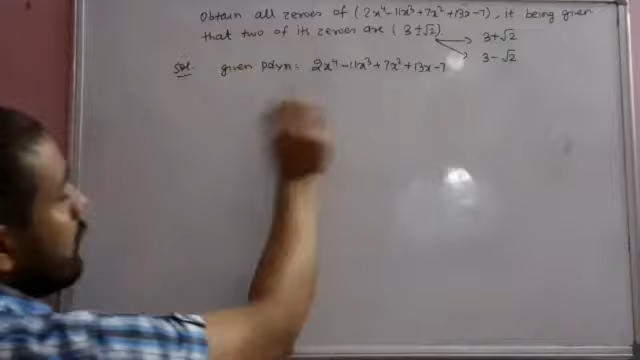 Obtain all zeroes of (2x⁴-11x³+7x²+13x-7), it being given
that two of its zeroes are (3±√2) 3+√2
3-√2
Sol. given polyn: 2x⁴-11x³+7x²+13x-7